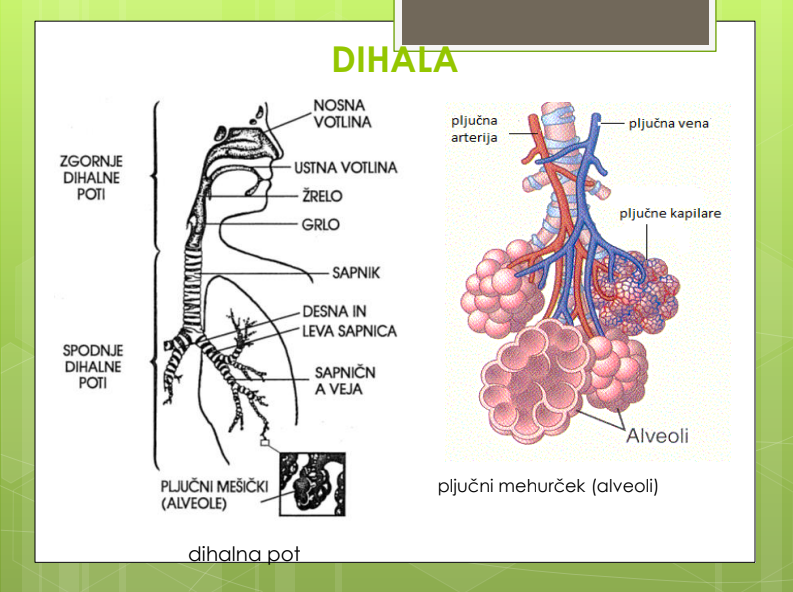 DIHALA
NOSNA
VOTLINA
ZGORNJE
DIHALNE
POTI
USTNA VOTLINA
ŽRELO
GRLO
SAPNIK
DESNA IN
LEVA SAPNICA
SPODNJE
DIHALNE
POTI
SAPNIČN
A VEJA
PLJUČNI MEŠIČKI
(ALVEOLE)
dihalna pot
pljučna
arterija
pljučna vena
pljučne kapilare
Alveoli
pljučni mehurček (alveoli)